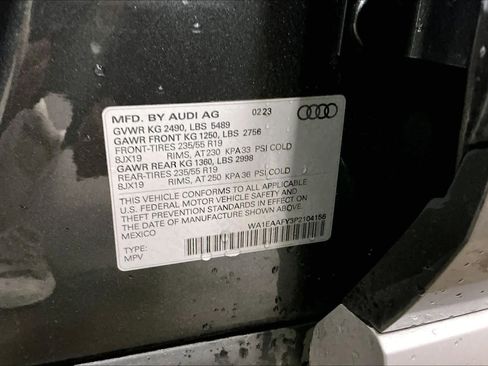 MFD. BY AUDI AG 02 23
GVWR KG 2490, LBS 5489
GAWR FRONT KG 1250, LBS 2756
FRONT-TIRES 235/55 R19
8JX19 RIMS, AT 230 KPA 33 PSI COLD
GAWR REAR KG 1360, LBS 2998
REAR-TIRES 235/55 R19
8JX19 RIMS, AT 250 KPA 36 PSI COLD
THIS VEHICLE CONFORMS TO ALL APPLICABLE
U.S. FEDERAL MOTOR VEHICLE SAFETY AND
THEFT PREVENTION STANDARDS IN EFFECT ON
THE DATE OF MANUFACTURE SHOWN ABOVE.
MEXICO
WA1EAAFY3P2104156
TYPE:
MPV